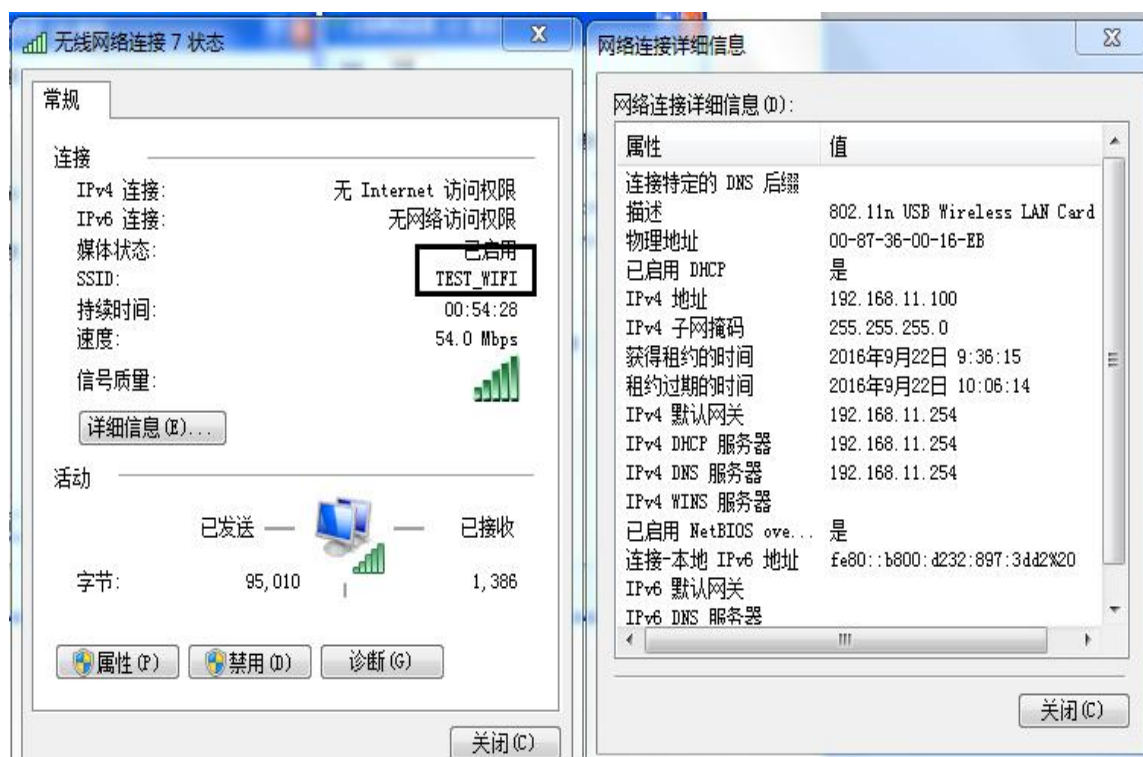 无线网络连接 7 状态
常规
连接
IPv4 连接: 无 Internet 访问权限
IPv6 连接: 无网络访问权限
媒体状态: 已启用
SSID: TEST_WIFI
持续时间: 00:54:28
速度: 54.0 Mbps
信号质量:
详细信息(E)...
活动
已发送 — — 已接收
字节: 95,010 1,386
属性(P) 禁用(D) 诊断(G)
关闭(C)
网络连接详细信息
网络连接详细信息(D):
属性 值
连接特定的 DNS 后缀
描述 802.11n USB Wireless LAN Card
物理地址 00-87-36-00-16-EB
已启用 DHCP 是
IPv4 地址 192.168.11.100
IPv4 子网掩码 255.255.255.0
获得租约的时间 2016年9月22日 9:36:15
租约过期的时间 2016年9月22日 10:06:14
IPv4 默认网关 192.168.11.254
IPv4 DHCP 服务器 192.168.11.254
IPv4 DNS 服务器 192.168.11.254
IPv4 WINS 服务器
已启用 NetBIOS ove... 是
连接-本地 IPv6 地址 fe80::b800:d232:897:3dd2%20
IPv6 默认网关
IPv6 DNS 服务器
关闭(C)